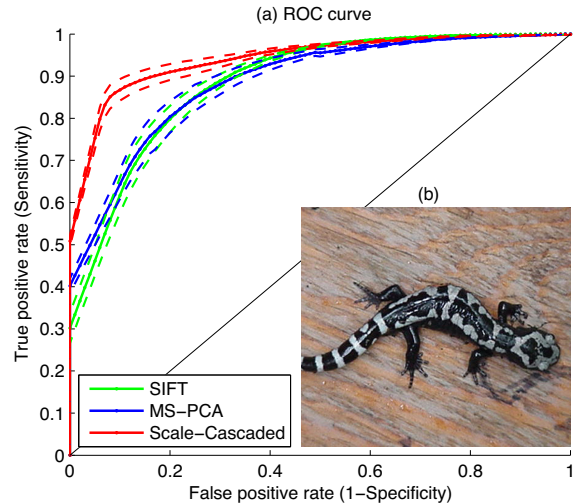 (a) ROC curve
1
0.9
0.8
0.7
0.6
0.5
0.4
0.3
0.2
0.1
0
True positive rate (Sensitivity)
(b)
SIFT
MS-PCA
Scale-Cascaded
0 0.2 0.4 0.6 0.8 1
False positive rate (1-Specificity)